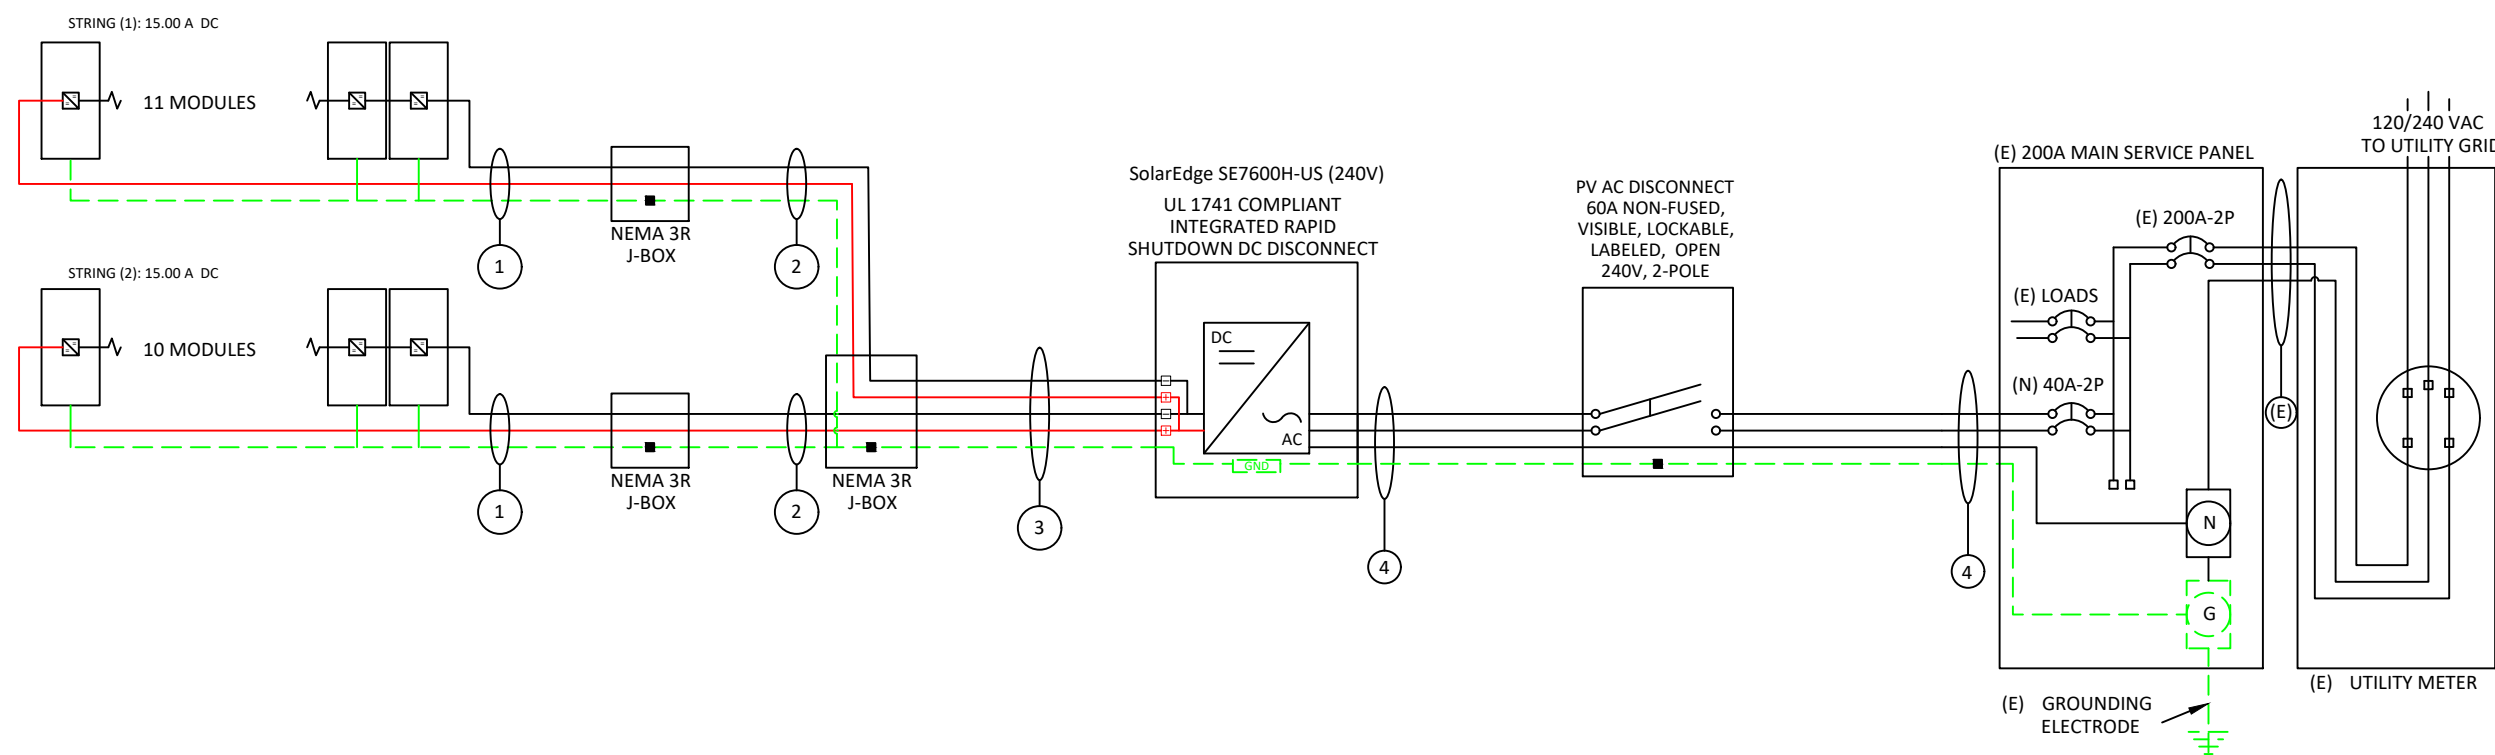 STRING (1): 15.00 A DC
11 MODULES
NEMA 3R
J-BOX
1
2
STRING (2): 15.00 A DC
10 MODULES
NEMA 3R
J-BOX
1
2
NEMA 3R
J-BOX
3
SolarEdge SE7600H-US (240V)
UL 1741 COMPLIANT
INTEGRATED RAPID
SHUTDOWN DC DISCONNECT
DC
AC
GND
4
PV AC DISCONNECT
60A NON-FUSED,
VISIBLE, LOCKABLE,
LABELED, OPEN
240V, 2-POLE
4
(E) 200A MAIN SERVICE PANEL
(E) 200A-2P
(E) LOADS
(N) 40A-2P
N
G
(E) GROUNDING
ELECTRODE
(E)
120/240 VAC
TO UTILITY GRID
(E) UTILITY METER